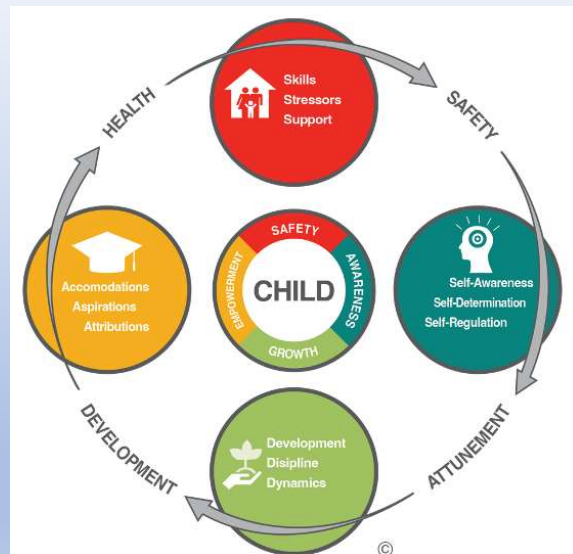 HEALTH
SAFETY
Skills
Stressors
Support
Accomodations
Aspirations
Attributions
SAFETY
EMPOWERMENT
AWARENESS
CHILD
GROWTH
Self-Awareness
Self-Determination
Self-Regulation
Development
Disipline
Dynamics
DEVELOPMENT
ATTUNEMENT
©